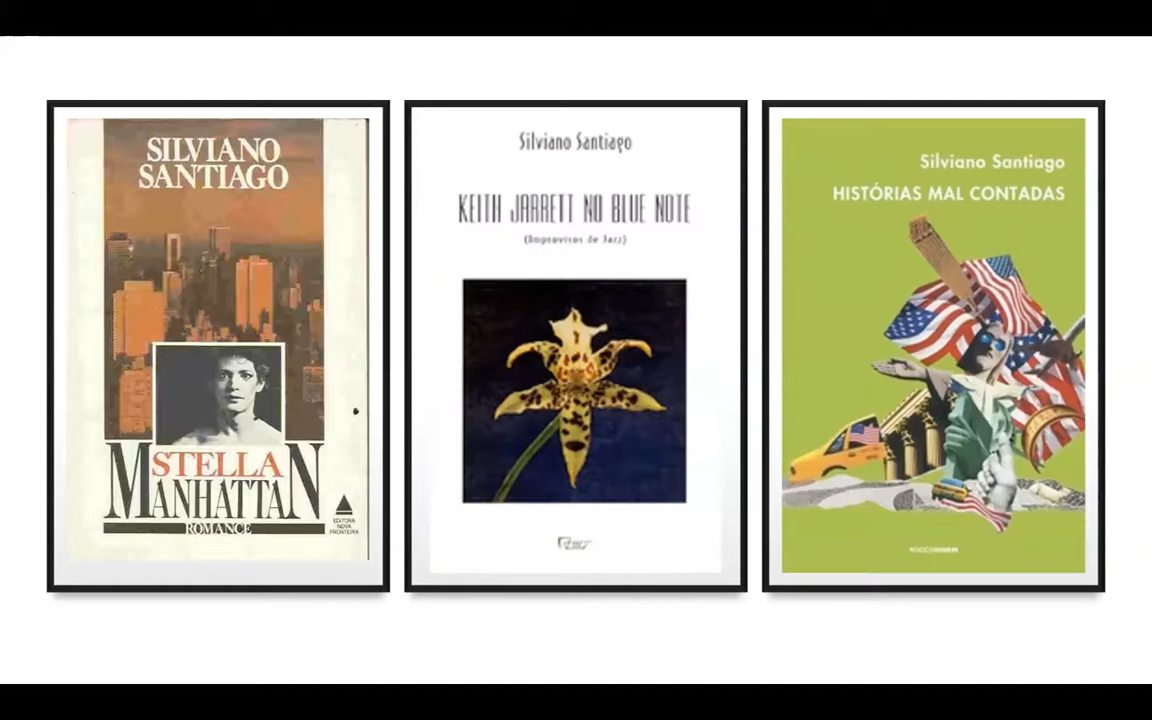 SILVIANO
SANTIAGO
STELLA
MANHATTAN
ROMANCE
EDITORA
NOVA
FRONTEIRA
Silviano Santiago
KEITH JARRETT NO BLUE NOTE
(Improvisos de Jazz)
Silviano Santiago
HISTÓRIAS MAL CONTADAS